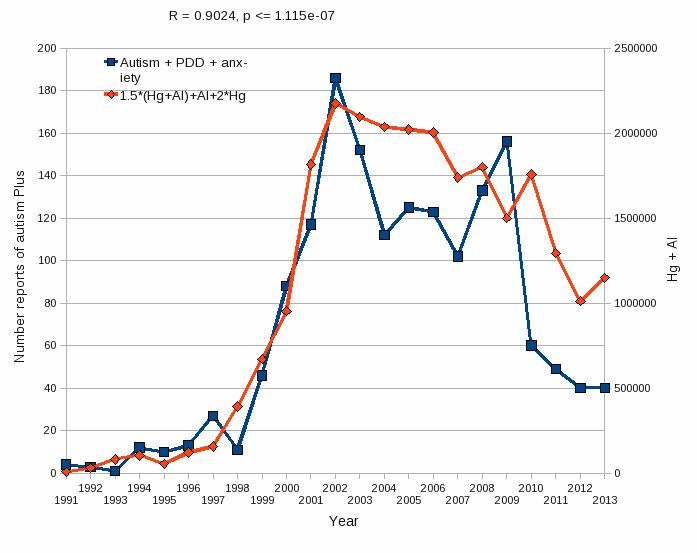 R = 0.9024, p <= 1.115e-07
200
180
160
140
120
100
80
60
40
20
0
Autism + PDD + anx-
iety
1.5*(Hg+Al)+Al+2*Hg
2500000
2000000
1500000
1000000
500000
0
Number reports of autism Plus
Hg + Al
1992 1994 1996 1998 2000 2002 2004 2006 2008 2010 2012
1991 1993 1995 1997 1999 2001 2003 2005 2007 2009 2011 2013
Year